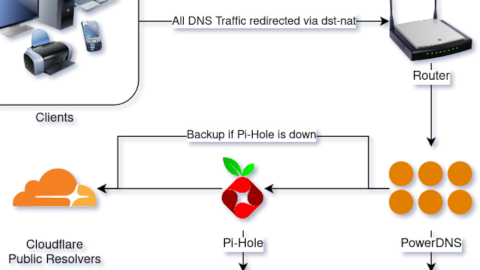 All DNS Traffic redirected via dst-nat
Router
Clients
Backup if Pi-Hole is down
Cloudflare
Public Resolvers
Pi-Hole
PowerDNS